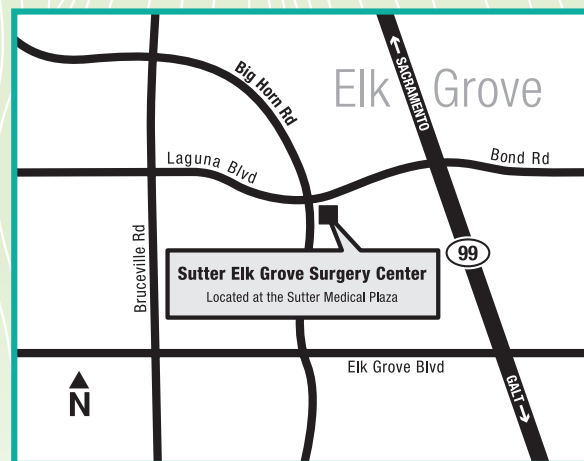 Big Horn Rd
Elk Grove
← SACRAMENTO
Laguna Blvd
Bond Rd
Bruceville Rd
99
Sutter Elk Grove Surgery Center
Located at the Sutter Medical Plaza
Elk Grove Blvd
GALT →
N